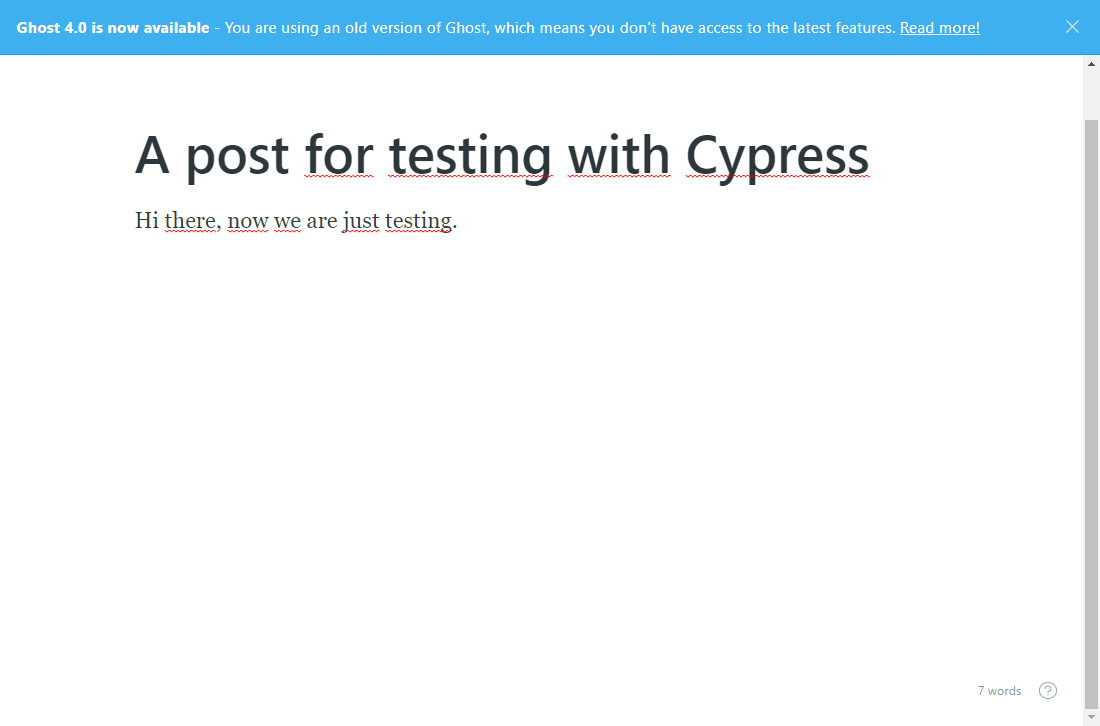 Ghost 4.0 is now available - You are using an old version of Ghost, which means you don't have access to the latest features. Read more!
A post for testing with Cypress
Hi there, now we are just testing.
7 words
?